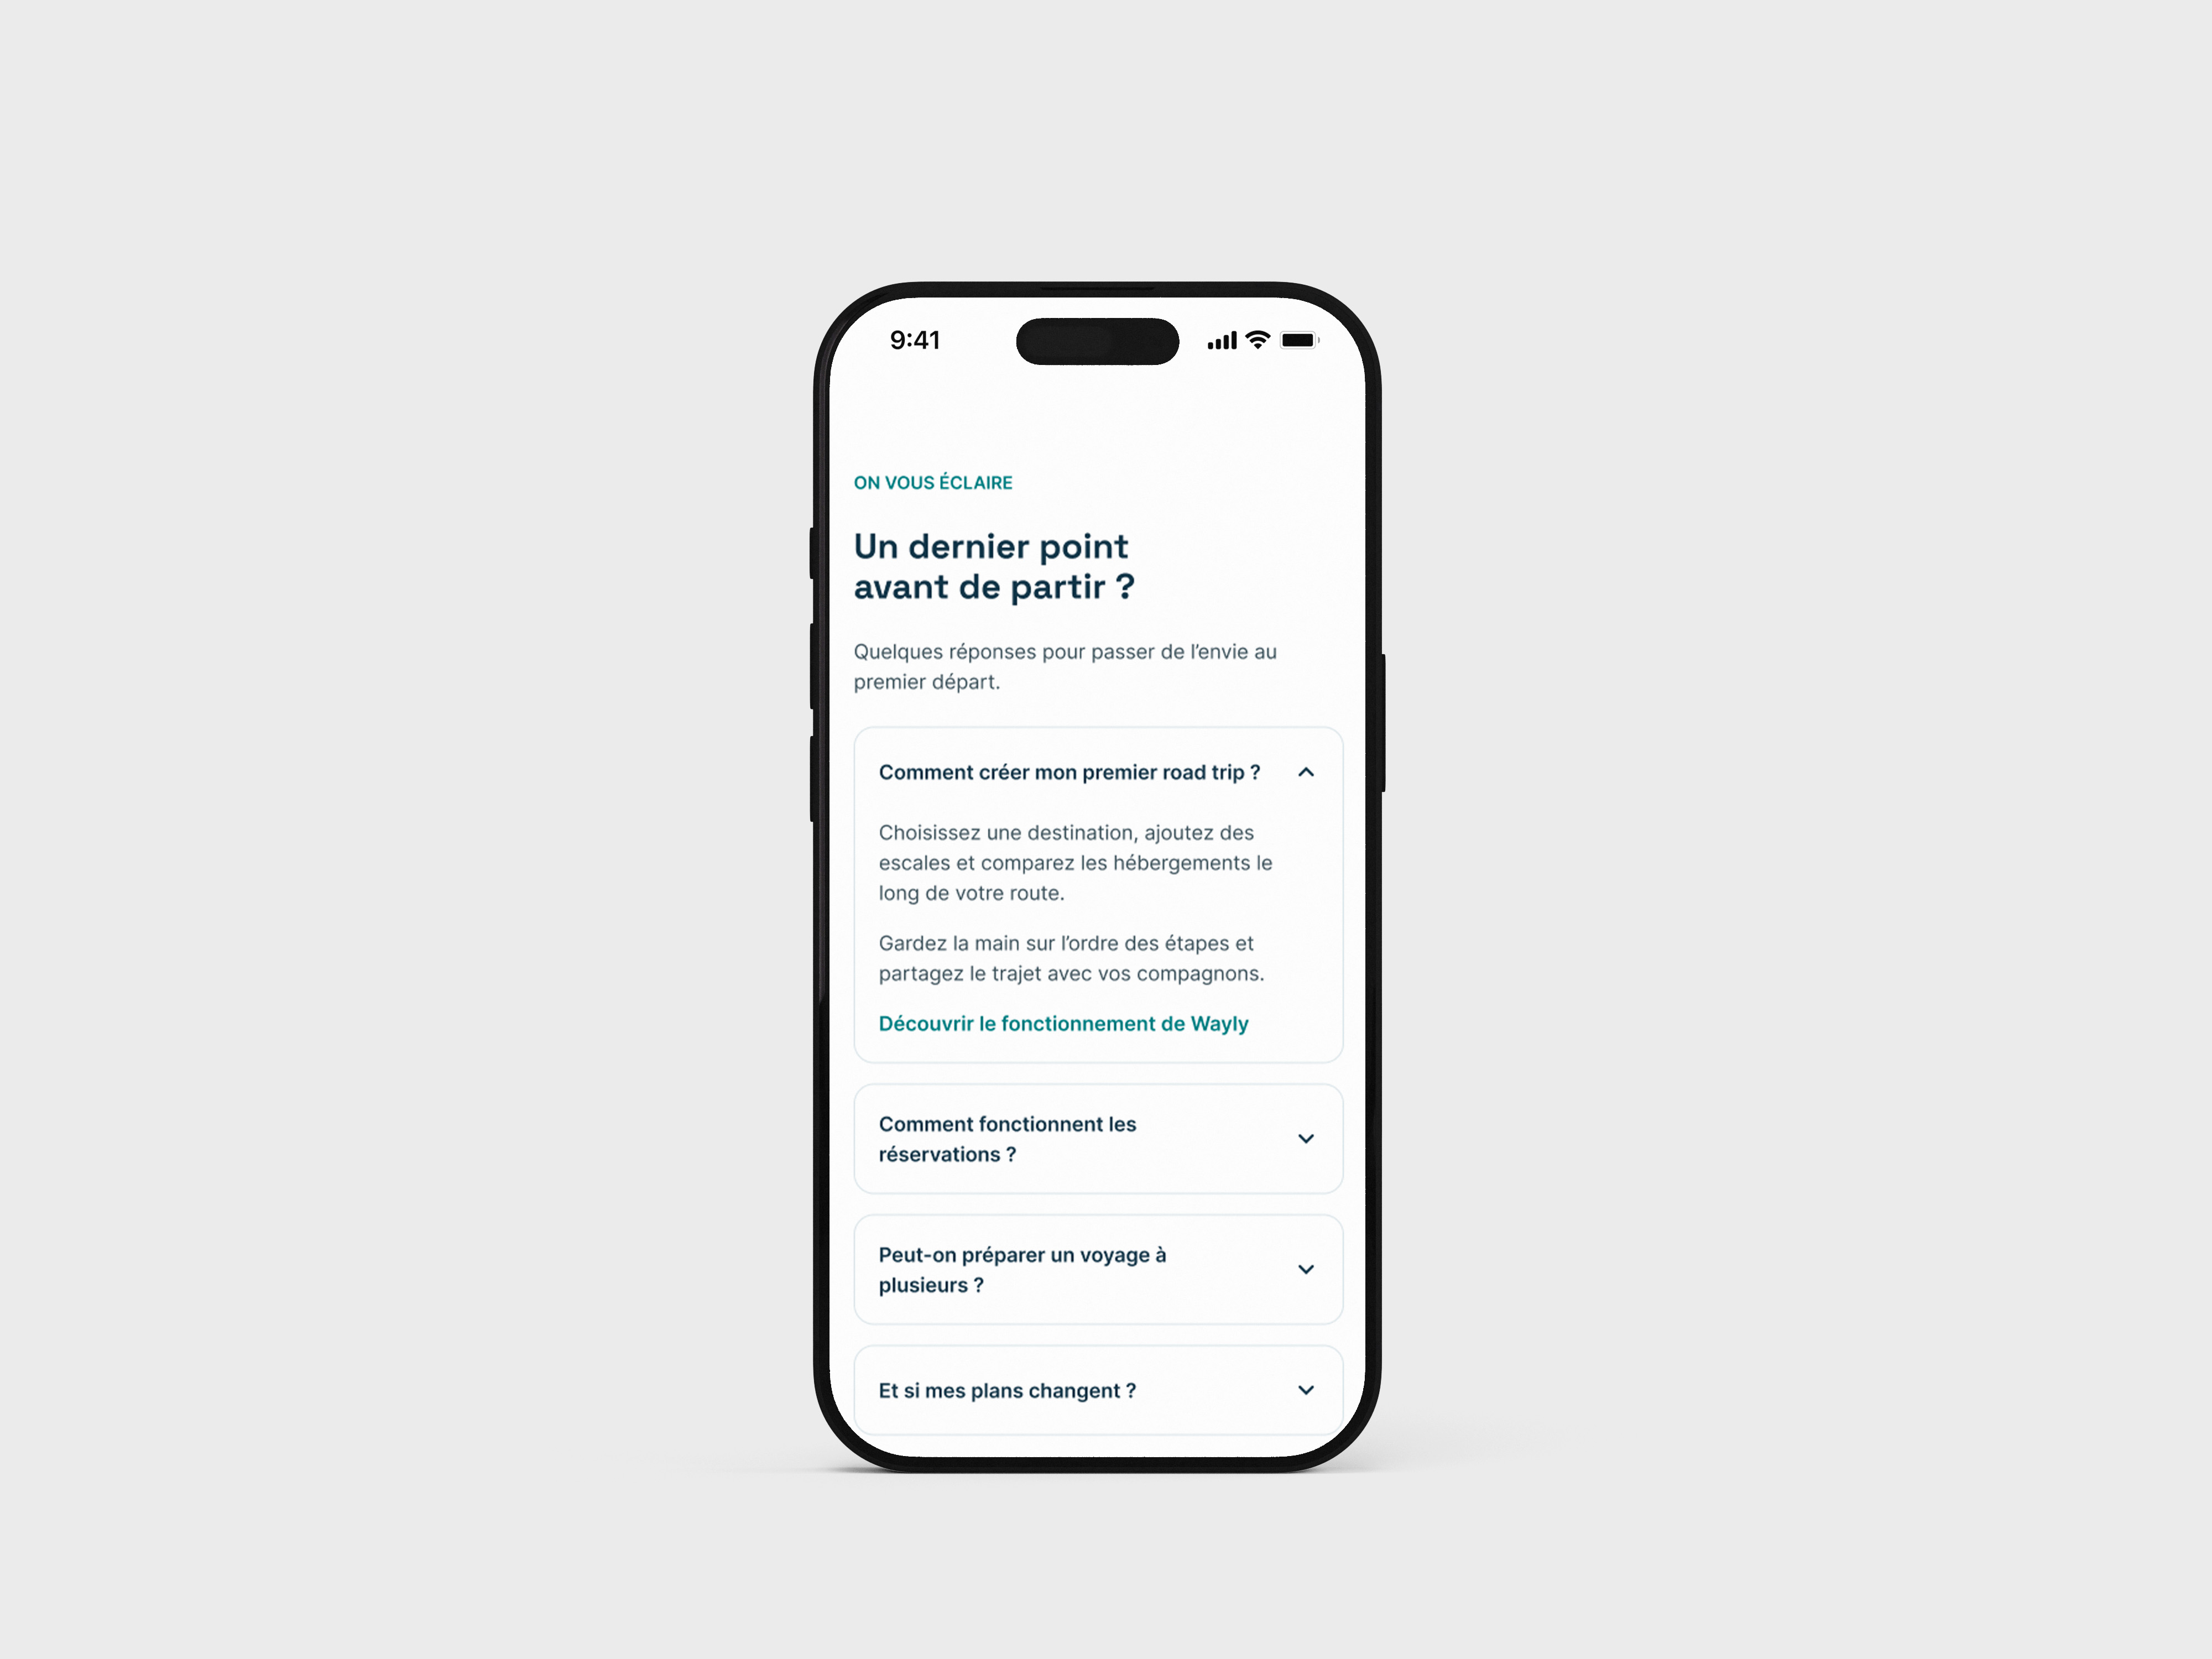 9:41
ON VOUS ÉCLAIRE
Un dernier point
avant de partir ?
Quelques réponses pour passer de l’envie au
premier départ.
Comment créer mon premier road trip ?
Choisissez une destination, ajoutez des
escales et comparez les hébergements le
long de votre route.
Gardez la main sur l’ordre des étapes et
partagez le trajet avec vos compagnons.
Découvrir le fonctionnement de Wayly
Comment fonctionnent les
réservations ?
Peut-on préparer un voyage à
plusieurs ?
Et si mes plans changent ?